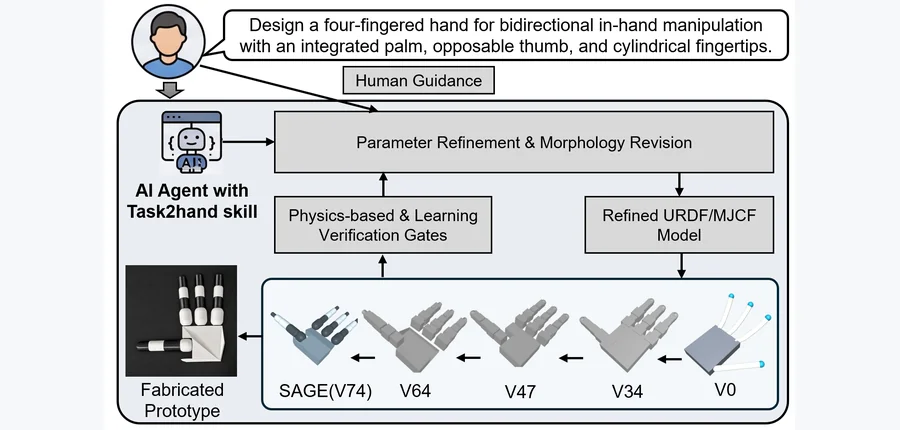 Design a four-fingered hand for bidirectional in-hand manipulation
with an integrated palm, opposable thumb, and cylindrical fingertips.
Human Guidance
AI
Parameter Refinement & Morphology Revision
AI Agent with
Task2hand skill
Physics-based & Learning
Verification Gates
Refined URDF/MJCF
Model
SAGE(V74)
V64
V47
V34
V0
Fabricated
Prototype